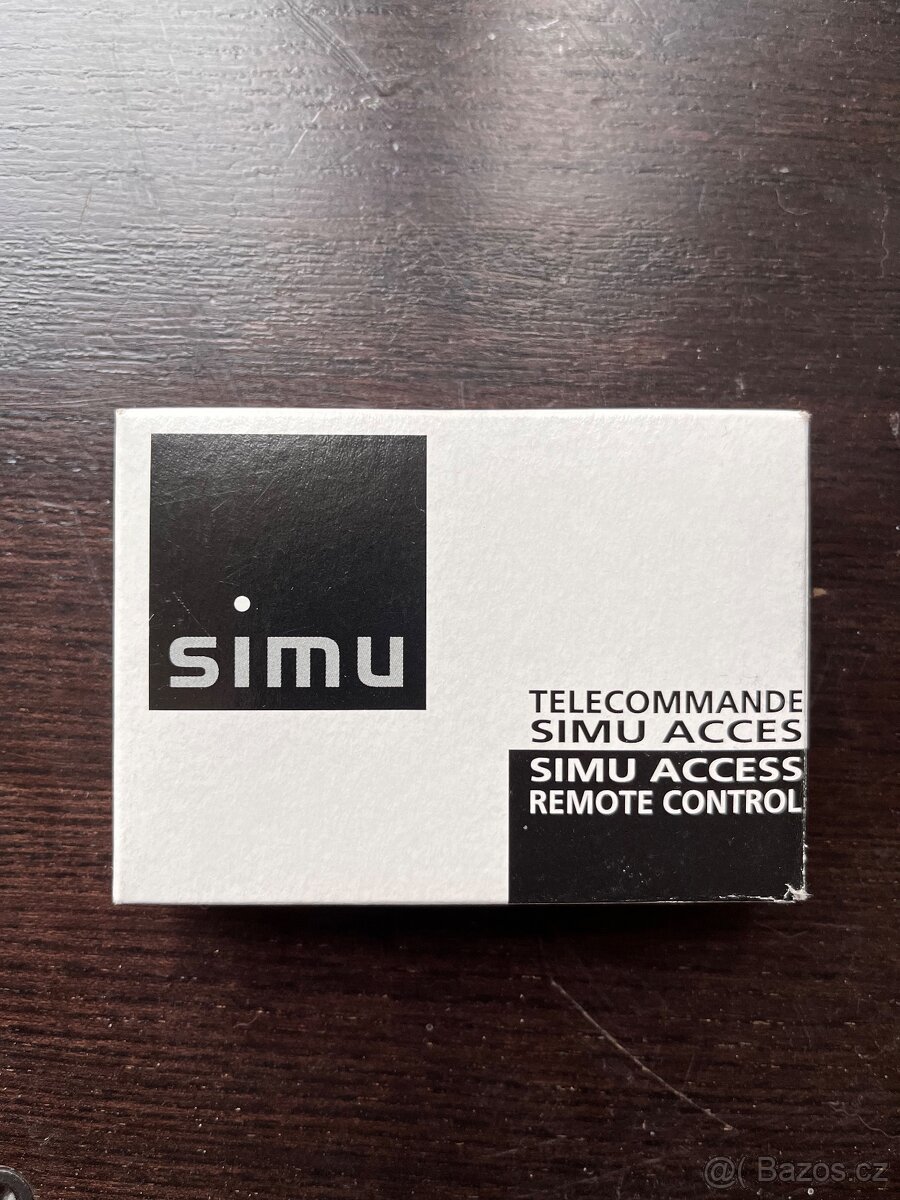 simu
TELECOMMANDE
SIMU ACCES
SIMU ACCESS
REMOTE CONTROL
@( Bazos.cz